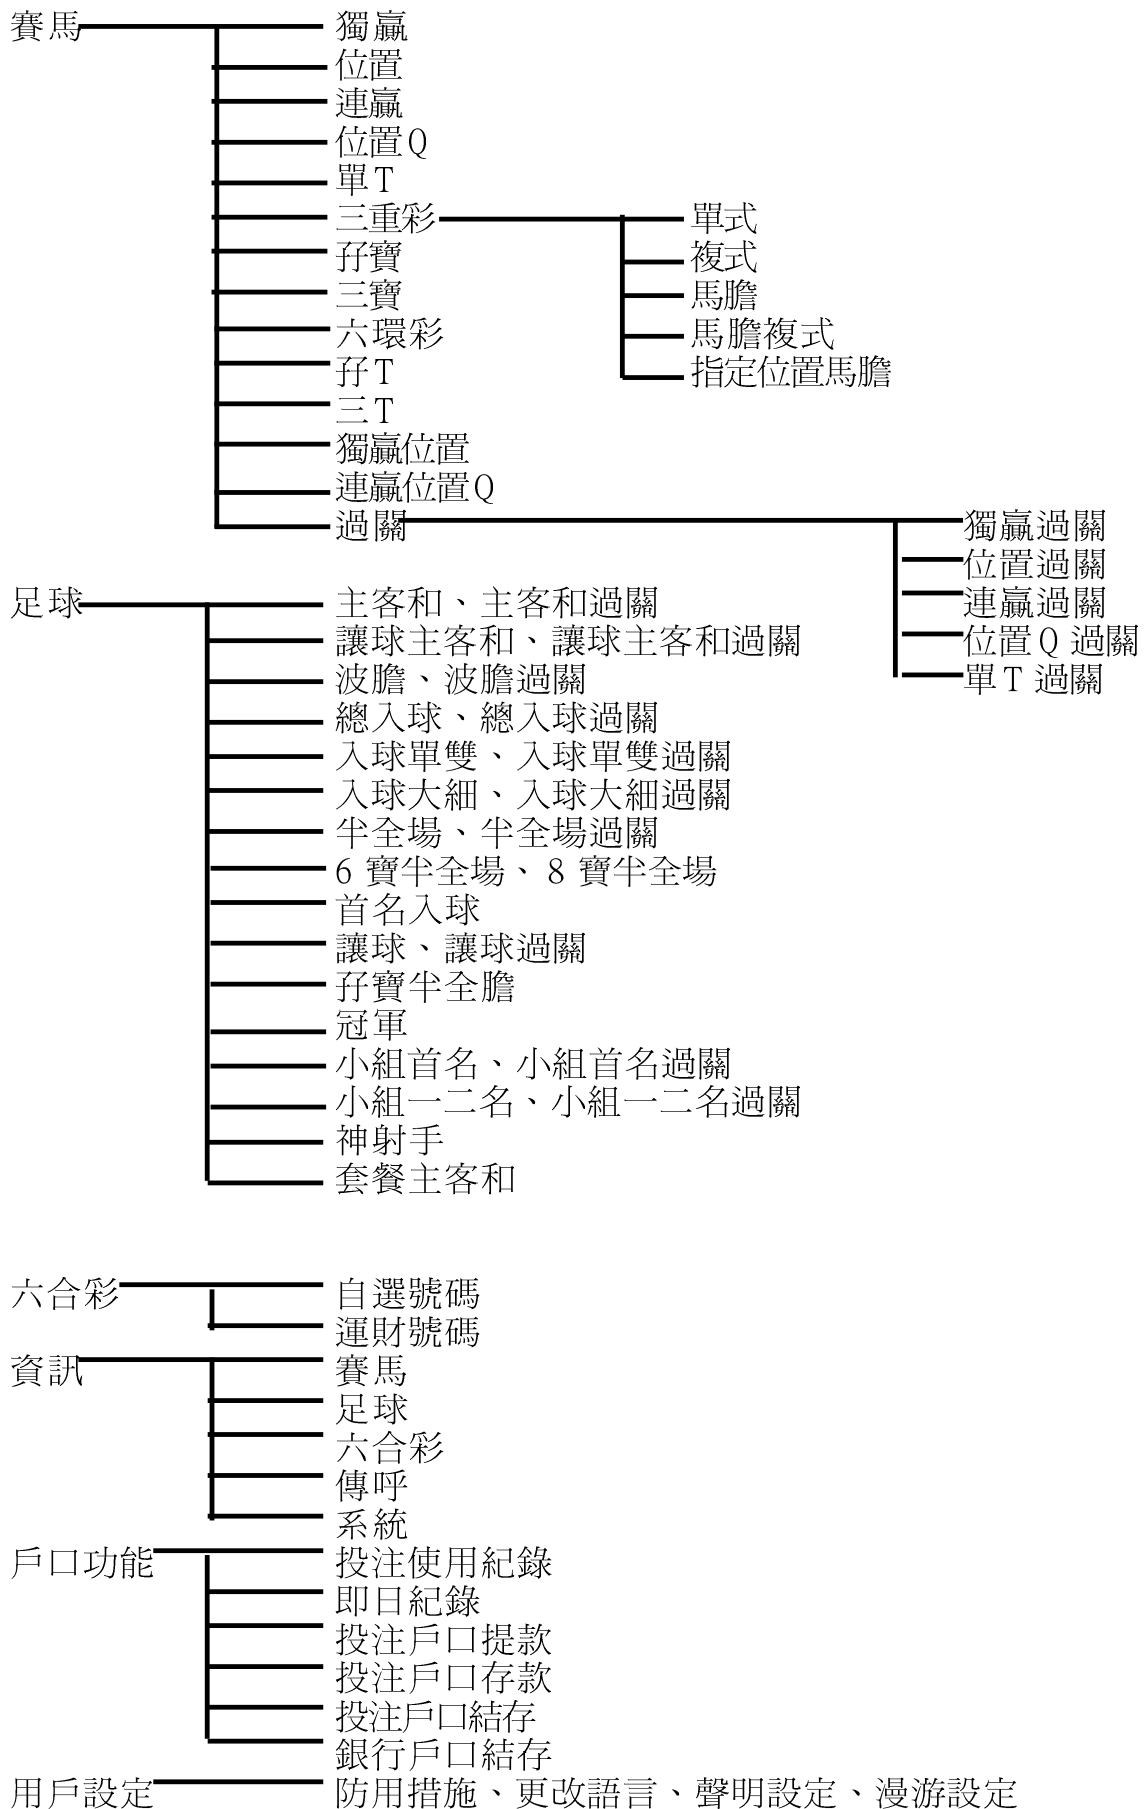 賽馬 獨贏
位置
連贏
位置Q
單T
三重彩 單式
孖寶 複式
三寶 馬膽
六環彩 馬膽複式
孖T 指定位置馬膽
三T
獨贏位置
連贏位置Q
過關 獨贏過關
位置過關
足球 主客和、主客和過關 連贏過關
讓球主客和、讓球主客和過關 位置Q 過關
波膽、波膽過關 單T 過關
總入球、總入球過關
入球單雙、入球單雙過關
入球大細、入球大細過關
半全場、半全場過關
6 寶半全場、8 寶半全場
首名入球
讓球、讓球過關
孖寶半全膽
冠軍
小組首名、小組首名過關
小組一二名、小組一二名過關
神射手
套餐主客和
六合彩 自選號碼
運財號碼
資訊 賽馬
足球
六合彩
傳呼
系統
戶口功能 投注使用紀錄
即日紀錄
投注戶口提款
投注戶口存款
投注戶口結存
銀行戶口結存
用戶設定 防用措施、更改語言、聲明設定、漫游設定